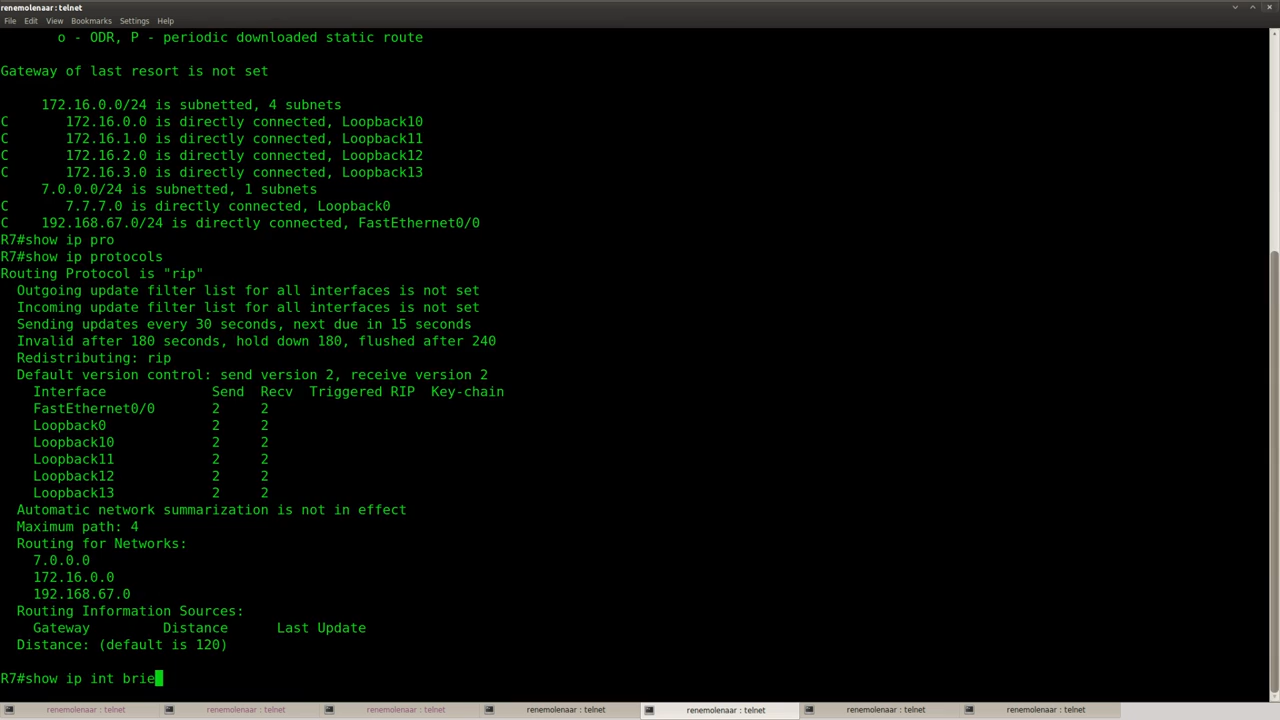 renemolenaar : telnet
File Edit View Bookmarks Settings Help
o - ODR, P - periodic downloaded static route
Gateway of last resort is not set
172.16.0.0/24 is subnetted, 4 subnets
C 172.16.0.0 is directly connected, Loopback10
C 172.16.1.0 is directly connected, Loopback11
C 172.16.2.0 is directly connected, Loopback12
C 172.16.3.0 is directly connected, Loopback13
7.0.0.0/24 is subnetted, 1 subnets
C 7.7.7.0 is directly connected, Loopback0
C 192.168.67.0/24 is directly connected, FastEthernet0/0
R7#show ip pro
R7#show ip protocols
Routing Protocol is "rip"
Outgoing update filter list for all interfaces is not set
Incoming update filter list for all interfaces is not set
Sending updates every 30 seconds, next due in 15 seconds
Invalid after 180 seconds, hold down 180, flushed after 240
Redistributing: rip
Default version control: send version 2, receive version 2
Interface Send Recv Triggered RIP Key-chain
FastEthernet0/0 2 2
Loopback0 2 2
Loopback10 2 2
Loopback11 2 2
Loopback12 2 2
Loopback13 2 2
Automatic network summarization is not in effect
Maximum path: 4
Routing for Networks:
7.0.0.0
172.16.0.0
192.168.67.0
Routing Information Sources:
Gateway Distance Last Update
Distance: (default is 120)
R7#show ip int brie
renemolenaar : telnet renemolenaar : telnet renemolenaar : telnet renemolenaar : telnet renemolenaar : telnet renemolenaar : telnet renemolenaar : telnet